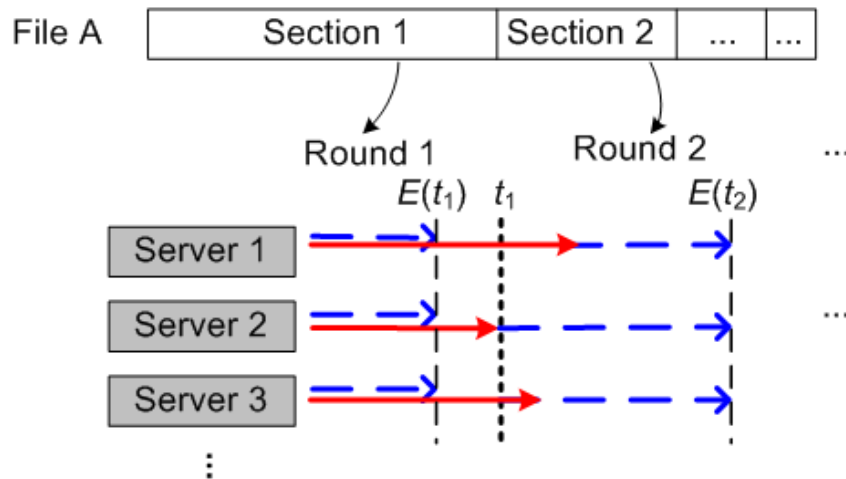 File A Section 1 Section 2 ... ...
Round 1 Round 2 ...
E(t₁) t₁ E(t₂)
Server 1
Server 2 ...
Server 3
⋮